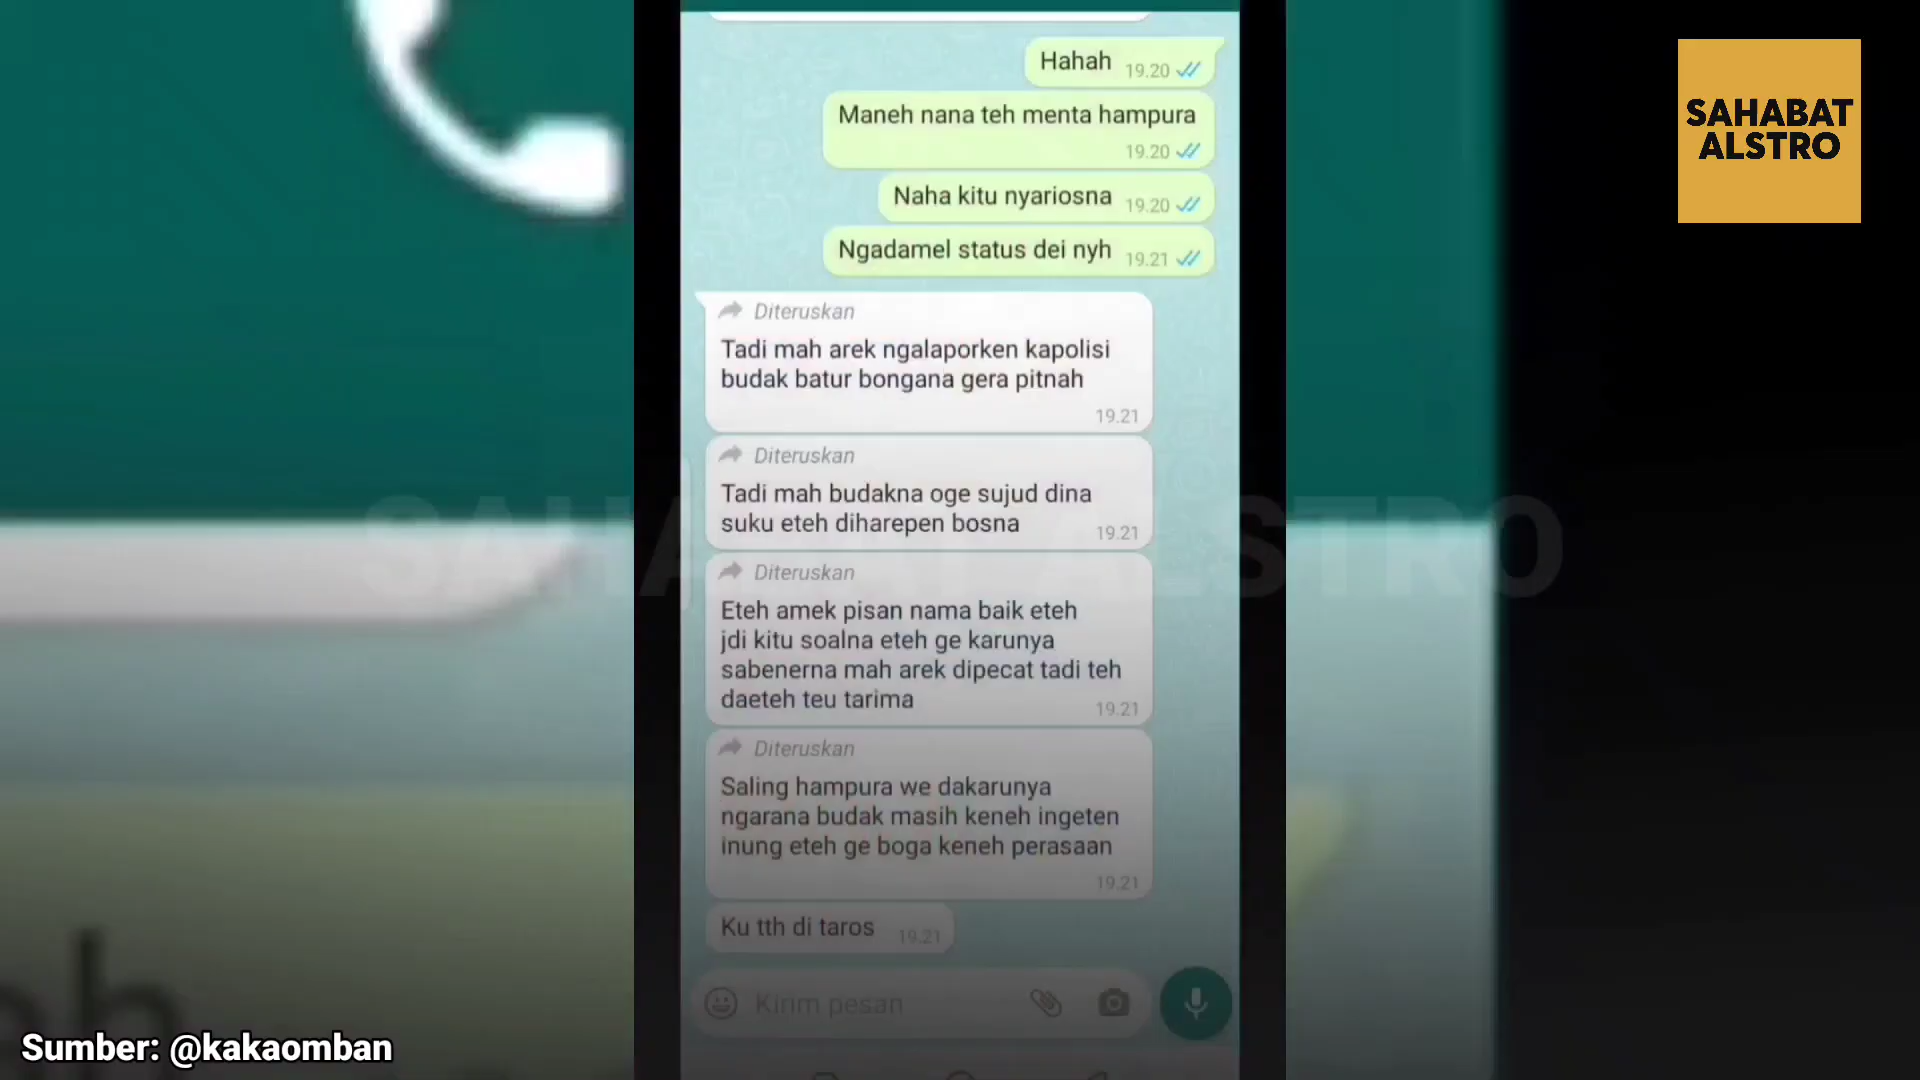 Hahah 19.20
Maneh nana teh menta hampura
19.20
Naha kitu nyariosna 19.20
Ngadamel status dei nyh 19.21
Diteruskan
Tadi mah arek ngalaporken kapolisi
budak batur bongana gera pitnah
19.21
Diteruskan
Tadi mah budakna oge sujud dina
suku eteh diharepen bosna 19.21
Diteruskan
Eteh amek pisan nama baik eteh
jdi kitu soalna eteh ge karunya
sabenerna mah arek dipecat tadi teh
daeteh teu tarima 19.21
Diteruskan
Saling hampura we dakarunya
ngarana budak masih keneh ingeten
inung eteh ge boga keneh perasaan
19.21
Ku tth di taros 19.21
Kirim pesan
SAHABAT
ALSTRO
SAHABAT ALSTRO
Sumber: @kakaomban